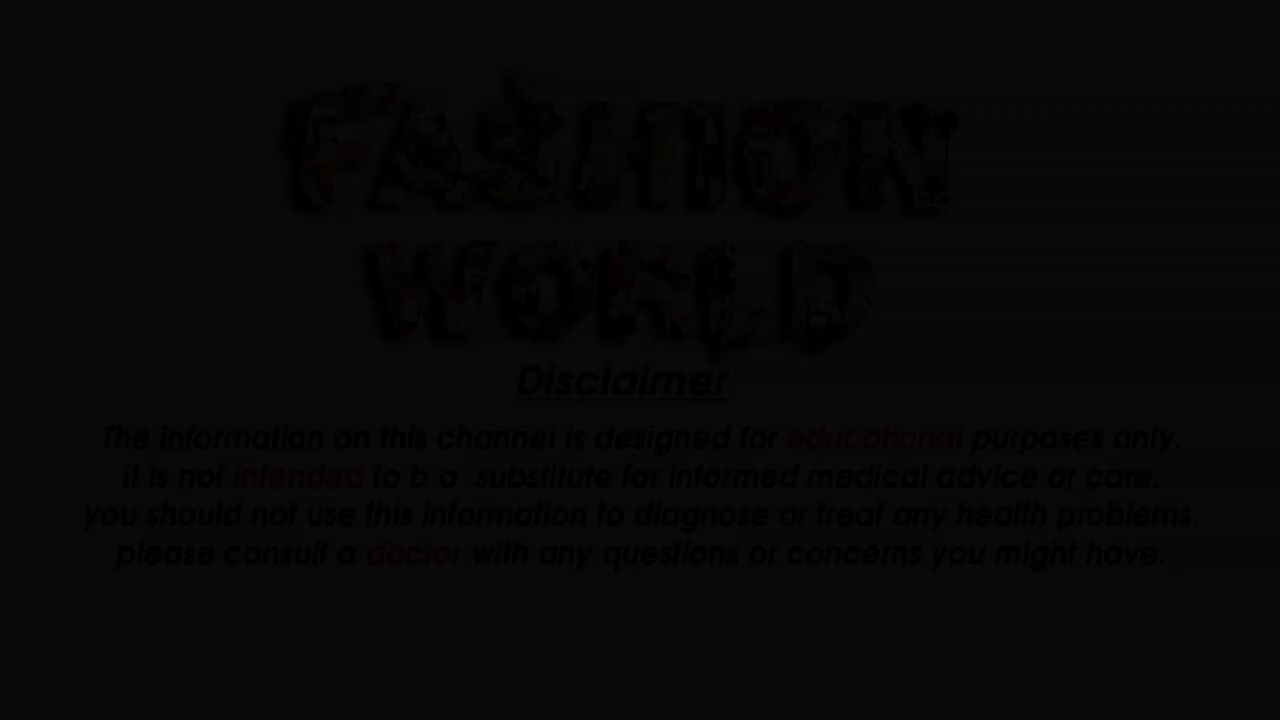 FASHION
WORLD
Disclaimer
The information on this channel is designed for educational purposes only.
it is not intended to b a substitute for informed medical advice or care.
you should not use this information to diagnose or treat any health problems.
please consult a doctor with any questions or concerns you might have.